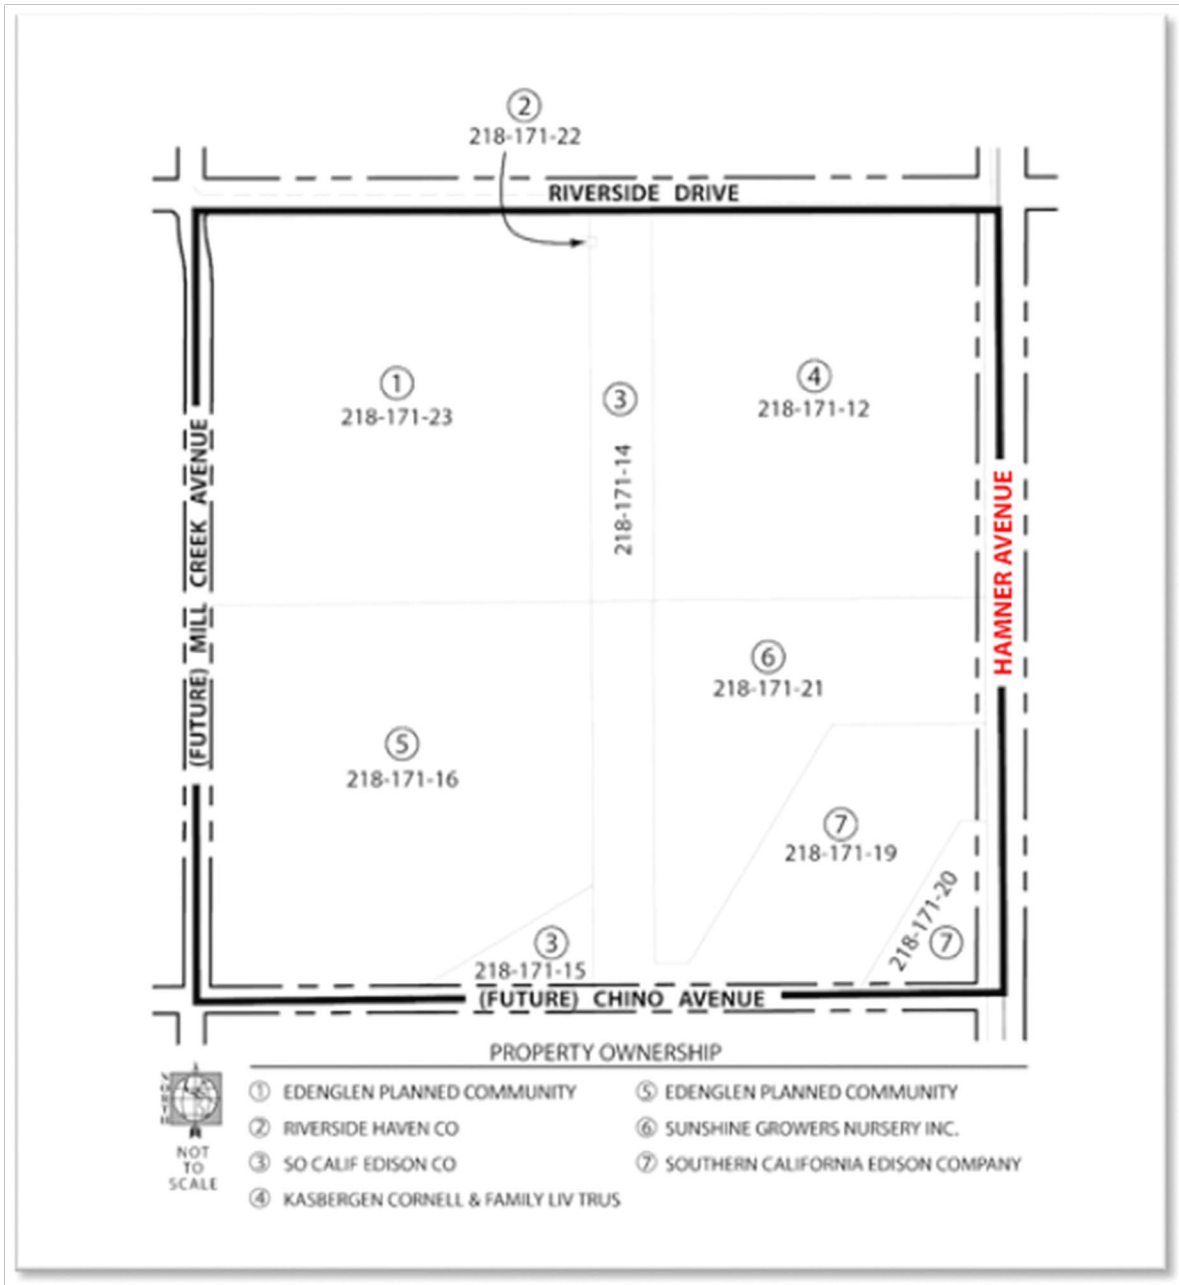 ②
218-171-22
RIVERSIDE DRIVE
①
218-171-23
③
218-171-14
④
218-171-12
(FUTURE) MILL CREEK AVENUE
HAMNER AVENUE
⑥
218-171-21
⑤
218-171-16
⑦
218-171-19
218-171-20
⑦
③
218-171-15
(FUTURE) CHINO AVENUE
PROPERTY OWNERSHIP
NORTH
NOT
TO
SCALE
① EDENGLEN PLANNED COMMUNITY
② RIVERSIDE HAVEN CO
③ SO CALIF EDISON CO
④ KASBERGEN CORNELL & FAMILY LIV TRUS
⑤ EDENGLEN PLANNED COMMUNITY
⑥ SUNSHINE GROWERS NURSERY INC.
⑦ SOUTHERN CALIFORNIA EDISON COMPANY